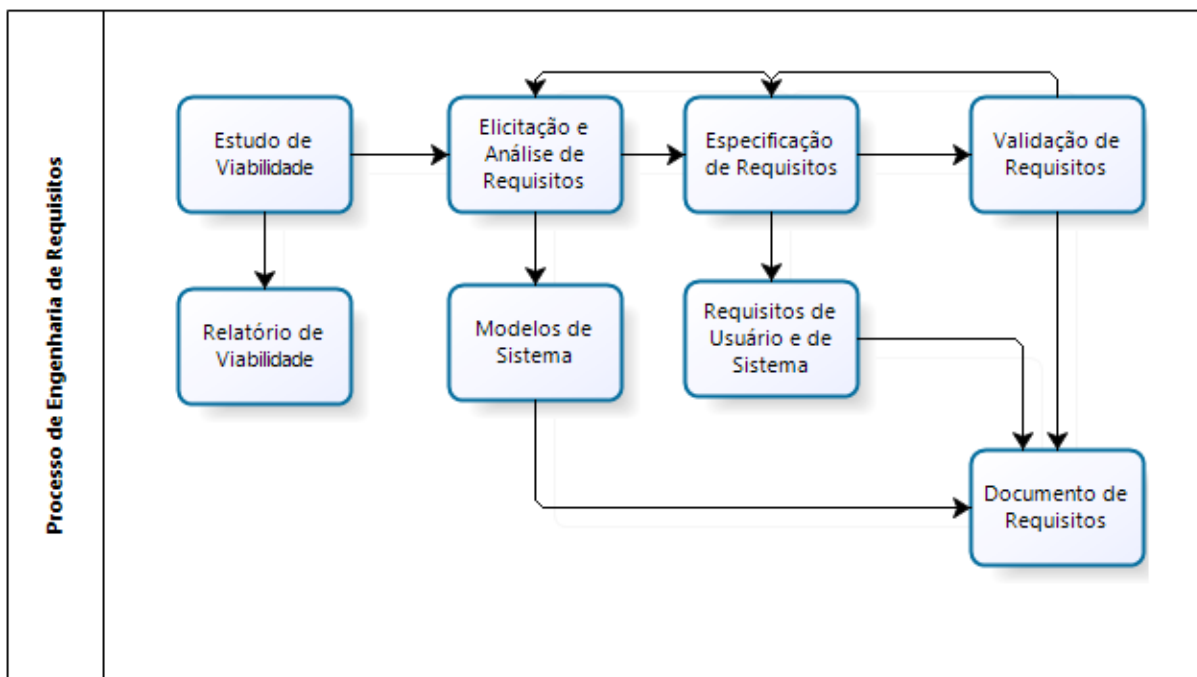 Processo de Engenharia de Requisitos
Estudo de
Viabilidade
Elicitação e
Análise de
Requisitos
Especificação
de Requisitos
Validação de
Requisitos
Relatório de
Viabilidade
Modelos de
Sistema
Requisitos de
Usuário e de
Sistema
Documento de
Requisitos